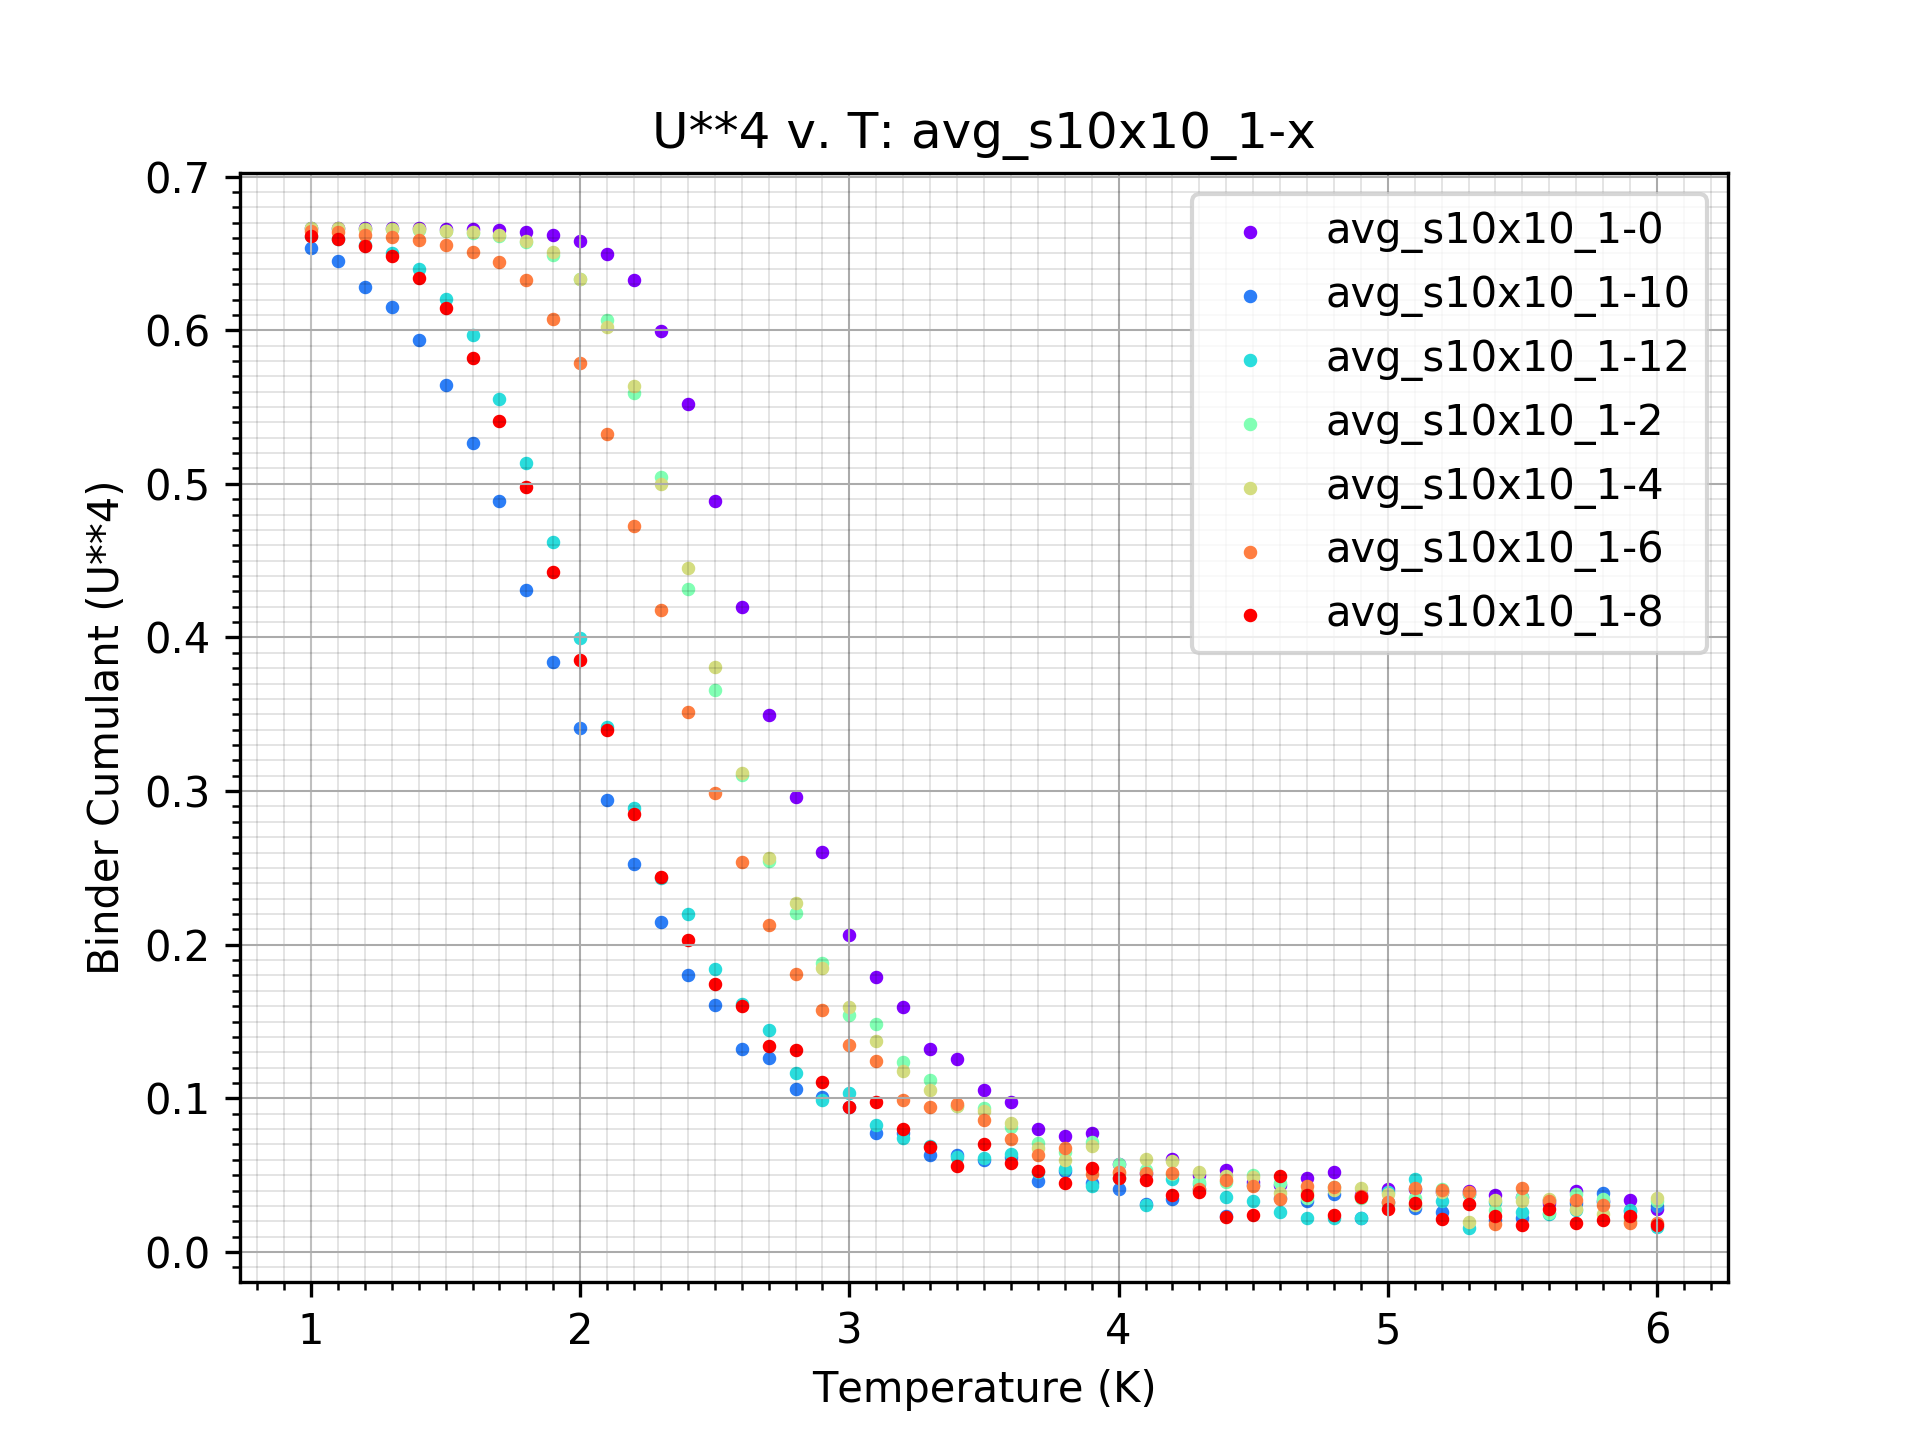 U**4 v. T: avg_s10x10_1-x
0.7
0.6
0.5
0.4
0.3
0.2
0.1
0.0
Binder Cumulant (U**4)
avg_s10x10_1-0
avg_s10x10_1-10
avg_s10x10_1-12
avg_s10x10_1-2
avg_s10x10_1-4
avg_s10x10_1-6
avg_s10x10_1-8
1 2 3 4 5 6
Temperature (K)